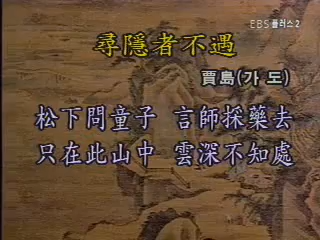 EBS 플러스2
尋隱者不遇
賈島(가 도)
松下問童子 言師採藥去
只在此山中 雲深不知處